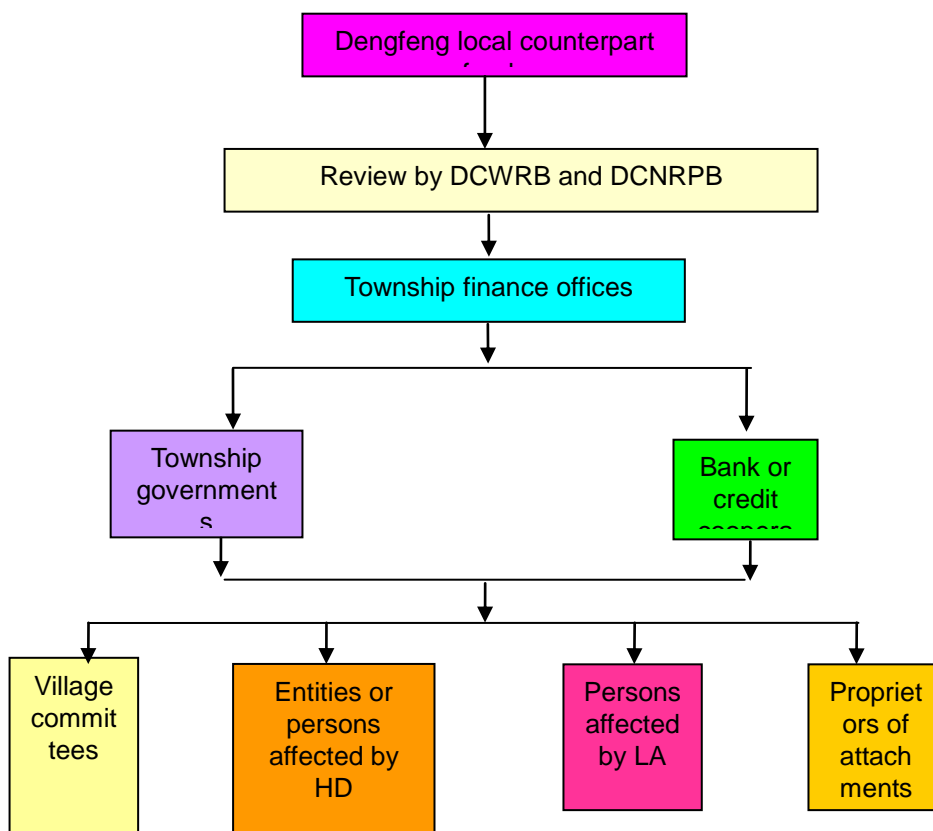 Dengfeng local counterpart
Review by DCWRB and DCNRPB
Township finance offices
Township
government
s
Bank or
credit
Village
commit
tees
Entities or
persons
affected by
HD
Persons
affected
by LA
Propriet
ors of
attach
ments